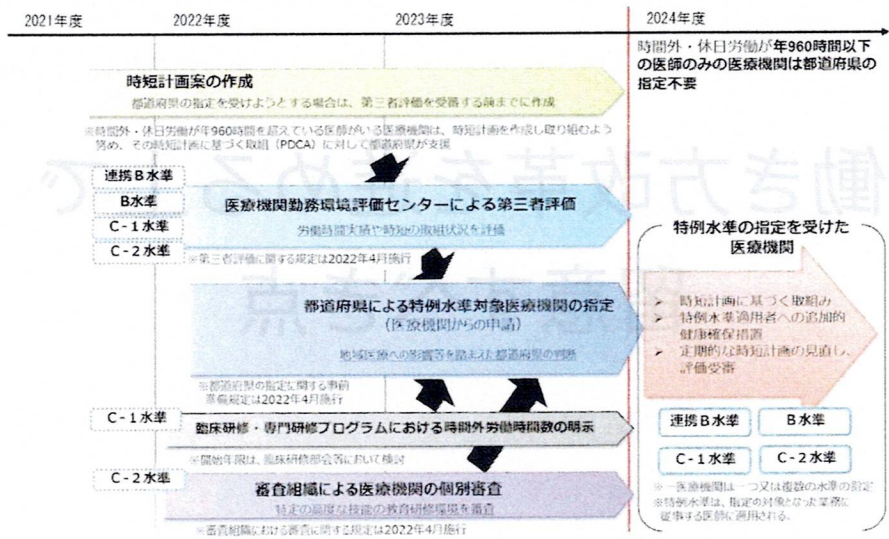 2021年度
2022年度
2023年度
2024年度
時間外・休日労働が年960時間以下
の医師のみの医療機関は都道府県の
指定不要
時短計画案の作成
都道府県の指定を受けようとする場合は、第三者評価を受審する前までに作成
※時間外・休日労働が年960時間を超えている医師がいる医療機関は、時短計画を作成し取り組むよう
努め、その時短計画に基づく取組（PDCA）に対して都道府県が支援
連携B水準
B水準
C-1水準
C-2水準
医療機関勤務環境評価センターによる第三者評価
労働時間実績や時短の取組状況を評価
※第三者評価に関する規定は2022年4月施行
都道府県による特例水準対象医療機関の指定
（医療機関からの申請）
地域医療への影響等を踏まえた都道府県の判断
※都道府県の指定に関する事前
準備規定は2022年4月施行
C-1水準
臨床研修・専門研修プログラムにおける時間外労働時間数の明示
※開始年限は、臨床研修部会等において検討
C-2水準
審査組織による医療機関の個別審査
特定の高度な技能の教育研修環境を審査
※審査組織における審査に関する規定は2022年4月施行
特例水準の指定を受けた
医療機関
➢ 時短計画に基づく取組み
➢ 特例水準適用者への追加的
健康確保措置
➢ 定期的な時短計画の見直し、
評価受審
連携B水準
B水準
C-1水準
C-2水準
※一医療機関は一つ又は複数の水準の指定
※特例水準は、指定の対象となった業務に
従事する医師に適用される。